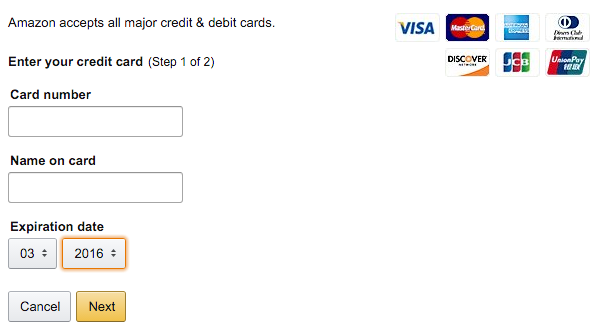 Amazon accepts all major credit & debit cards.
VISA
MasterCard
AMERICAN EXPRESS
Diners Club International
DISCOVER NETWORK
JCB
UnionPay 银联
Enter your credit card (Step 1 of 2)
Card number
Name on card
Expiration date
03 2016
Cancel Next